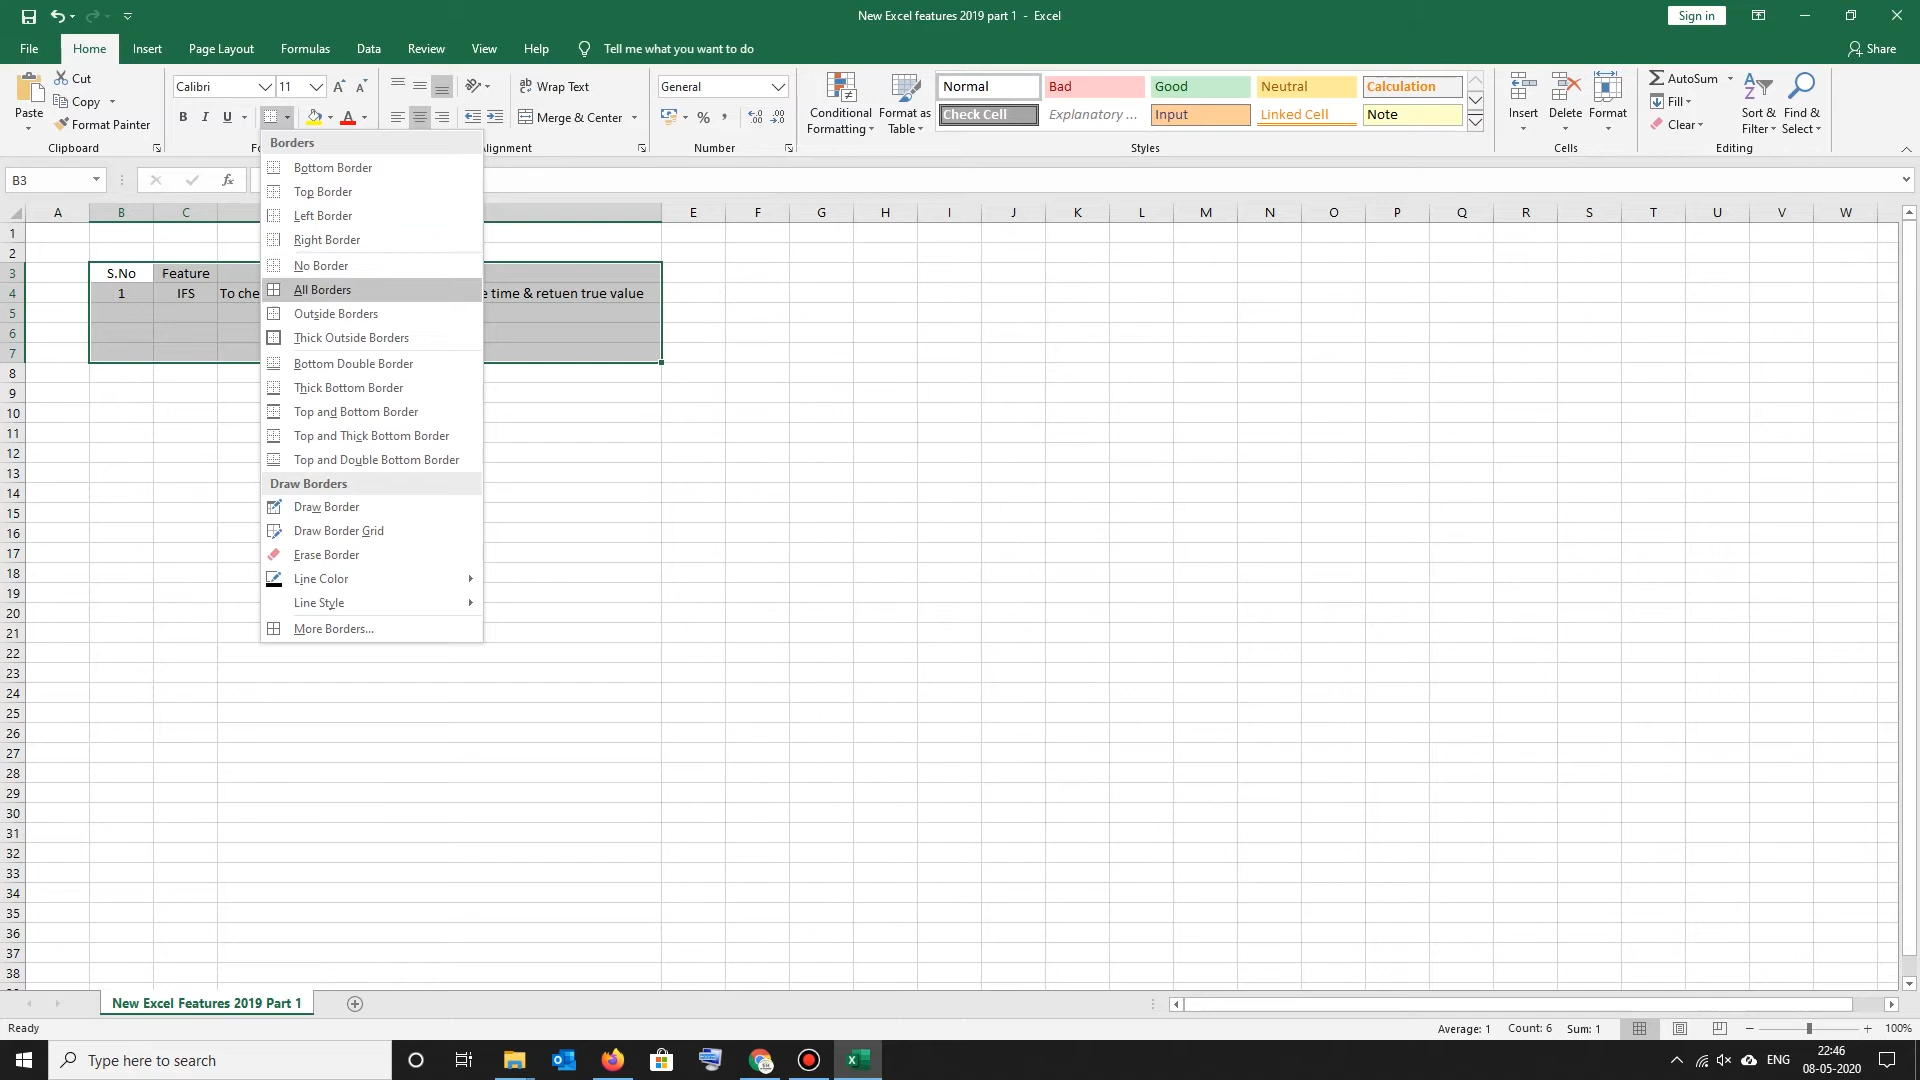 New Excel features 2019 part 1 - Excel
Sign in
File Home Insert Page Layout Formulas Data Review View Help Tell me what you want to do Share
Paste
Cut
Copy
Format Painter
Clipboard
Calibri 11
B I U
Wrap Text
Merge & Center
General
% ,
Number
Conditional Formatting
Format as Table
Normal Bad Good Neutral Calculation
Check Cell Explanatory ... Input Linked Cell Note
Styles
Insert Delete Format
Cells
AutoSum
Fill
Clear
Sort & Filter
Find & Select
Editing
B3
fx
A B C E F G H I J K L M N O P Q R S T U V W
1
2
3 S.No Feature
4 1 IFS To che e time & retuen true value
5
6
7
8
9
10
11
12
13
14
15
16
17
18
19
20
21
22
23
24
25
26
27
28
29
30
31
32
33
34
35
36
37
38
Borders
Bottom Border
Top Border
Left Border
Right Border
No Border
All Borders
Outside Borders
Thick Outside Borders
Bottom Double Border
Thick Bottom Border
Top and Bottom Border
Top and Thick Bottom Border
Top and Double Bottom Border
Draw Borders
Draw Border
Draw Border Grid
Erase Border
Line Color
Line Style
More Borders...
New Excel Features 2019 Part 1
Ready
Average: 1 Count: 6 Sum: 1
100%
Type here to search
ENG
22:46
08-05-2020